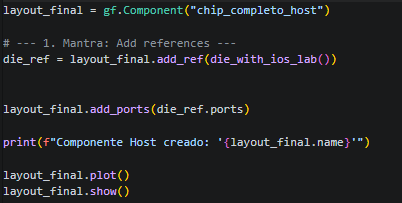 layout_final = gf.Component("chip_completo_host")
# --- 1. Mantra: Add references ---
die_ref = layout_final.add_ref(die_with_ios_lab())
layout_final.add_ports(die_ref.ports)
print(f"Componente Host creado: '{layout_final.name}'")
layout_final.plot()
layout_final.show()